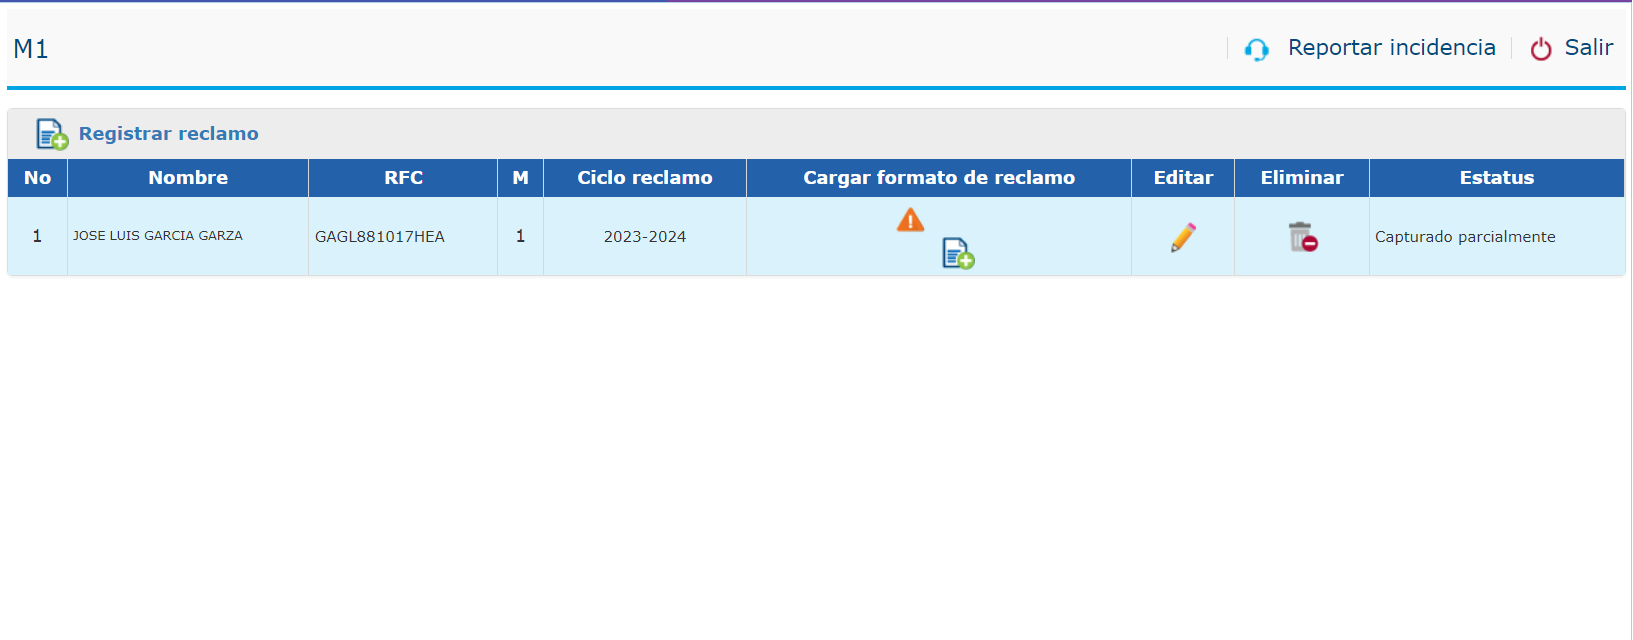 M1
Reportar incidencia
Salir
Registrar reclamo
No Nombre RFC M Ciclo reclamo Cargar formato de reclamo Editar Eliminar Estatus
1 JOSE LUIS GARCIA GARZA GAGL881017HEA 1 2023-2024 Capturado parcialmente